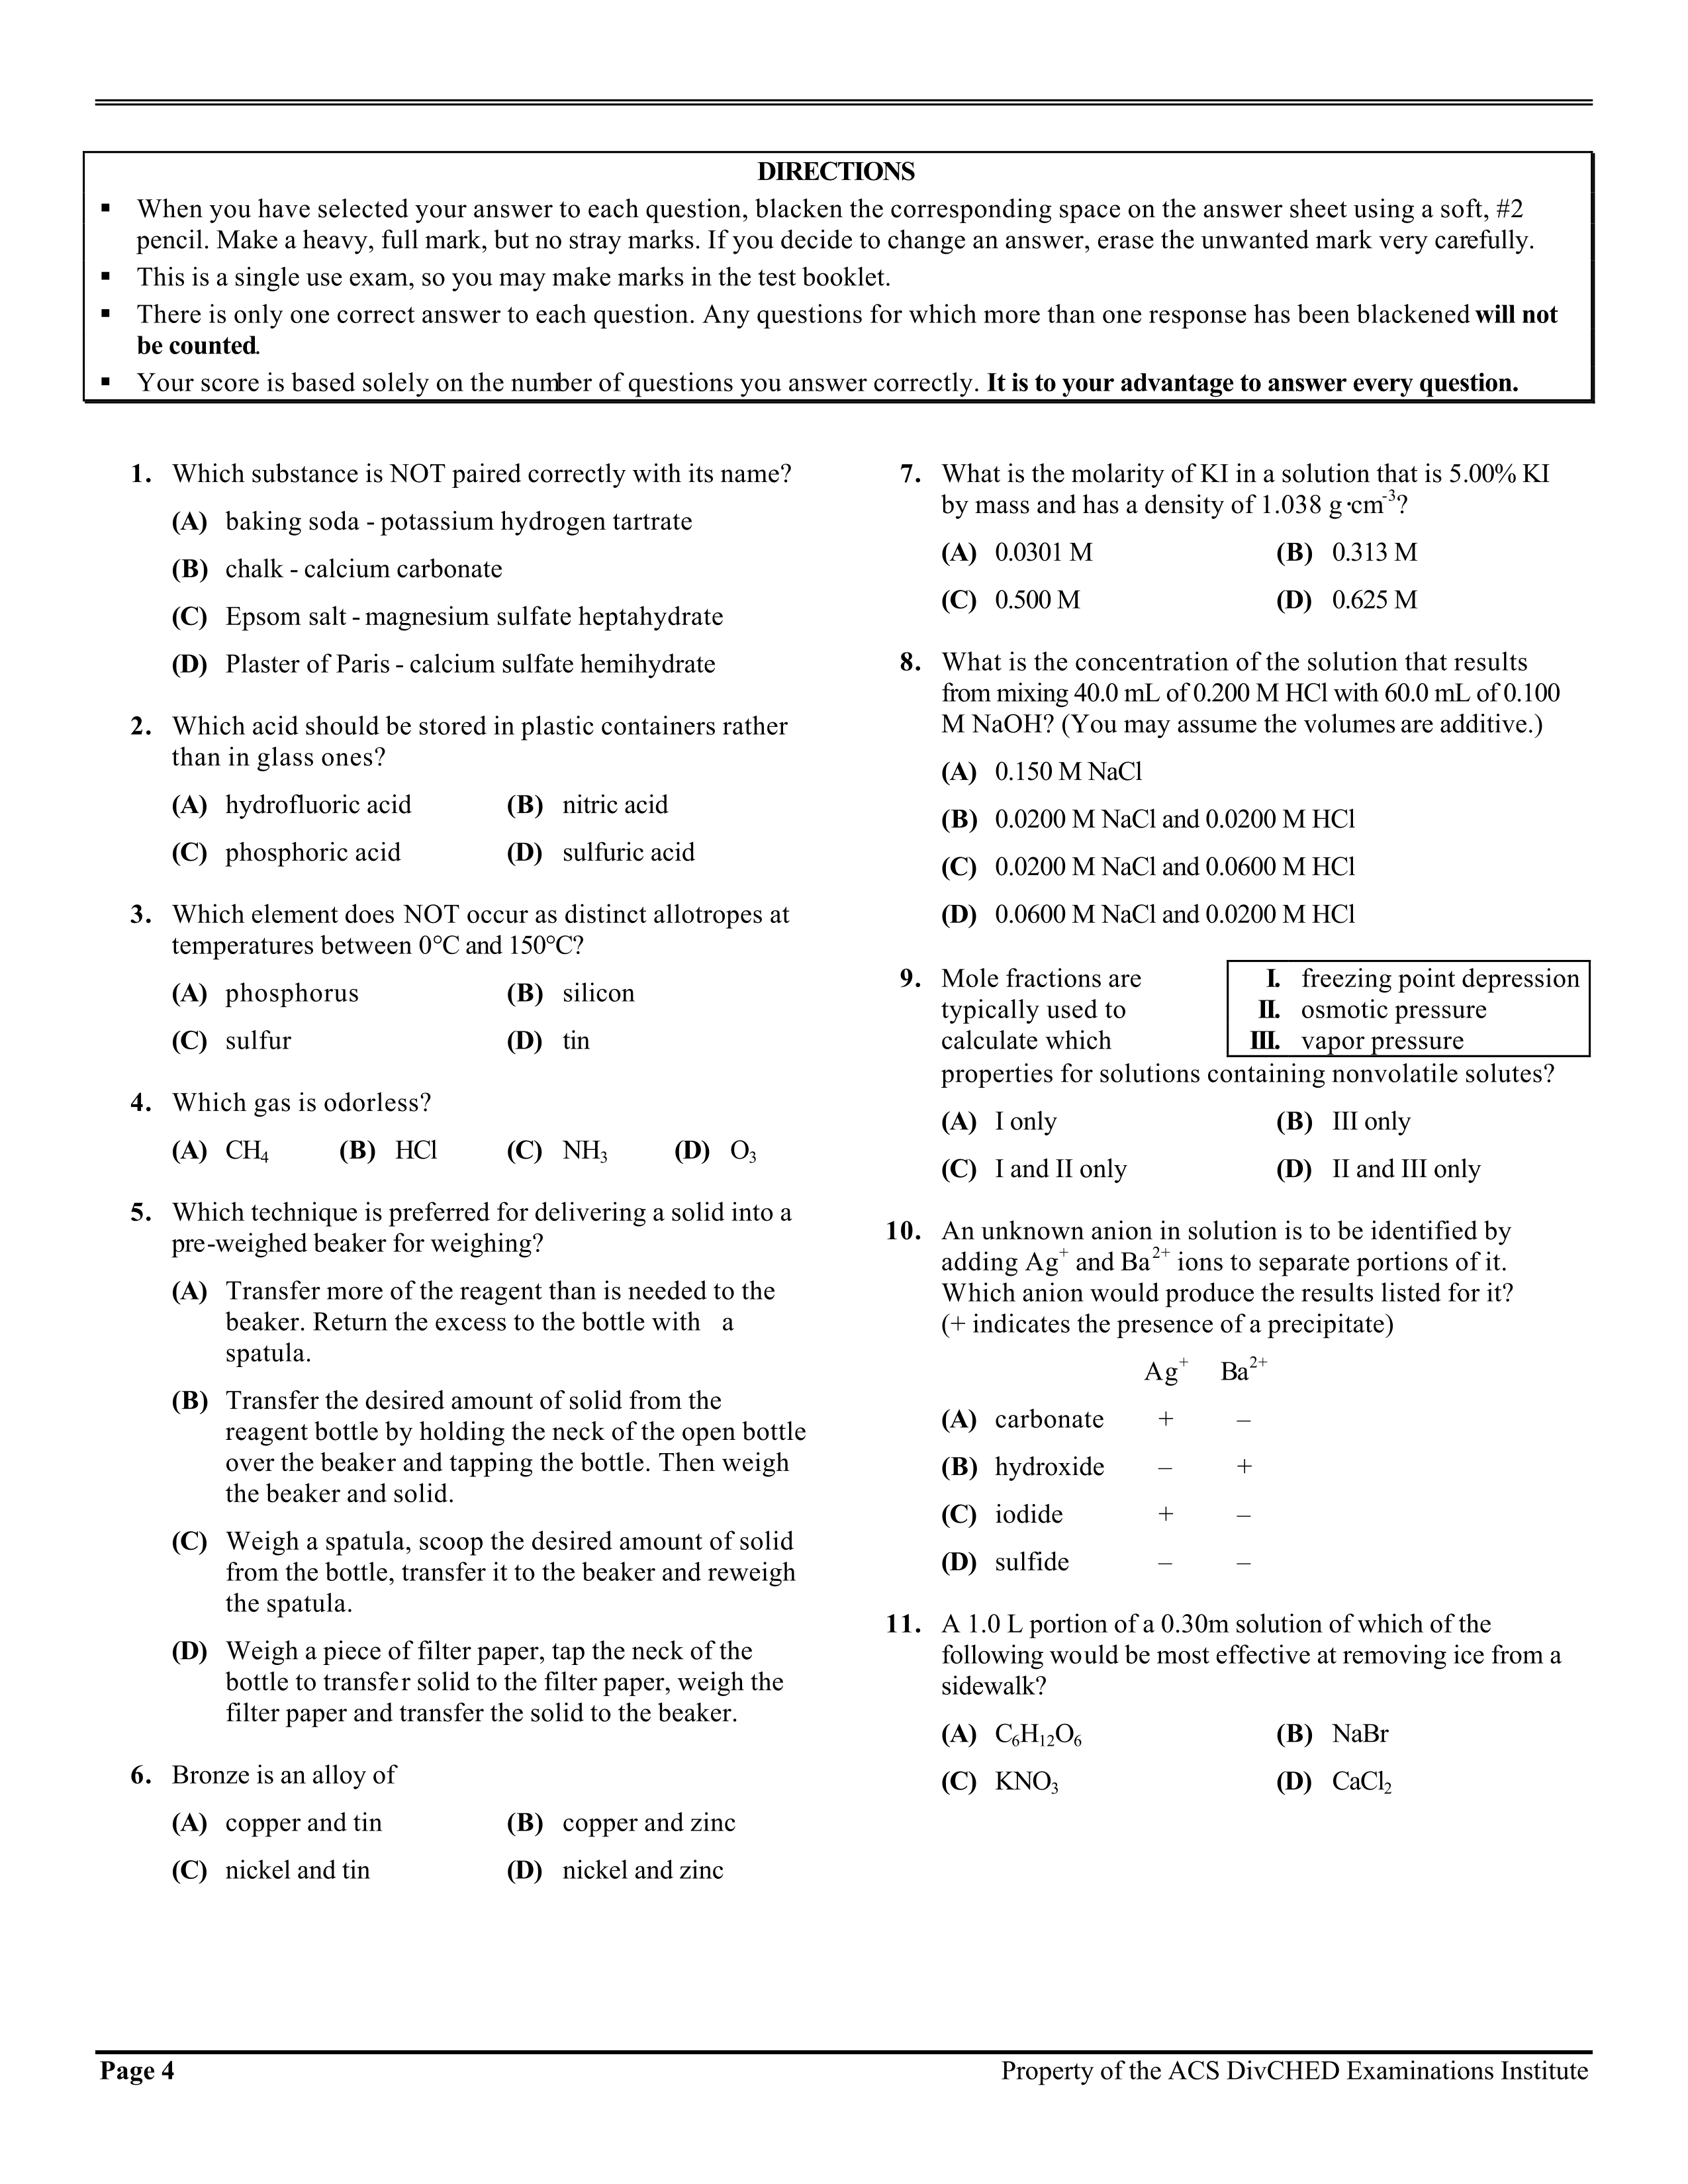 DIRECTIONS
▪ When you have selected your answer to each question, blacken the corresponding space on the answer sheet using a soft, #2
pencil. Make a heavy, full mark, but no stray marks. If you decide to change an answer, erase the unwanted mark very carefully.
▪ This is a single use exam, so you may make marks in the test booklet.
▪ There is only one correct answer to each question. Any questions for which more than one response has been blackened will not
be counted.
▪ Your score is based solely on the number of questions you answer correctly. It is to your advantage to answer every question.
1. Which substance is NOT paired correctly with its name?
(A) baking soda - potassium hydrogen tartrate
(B) chalk - calcium carbonate
(C) Epsom salt - magnesium sulfate heptahydrate
(D) Plaster of Paris - calcium sulfate hemihydrate
2. Which acid should be stored in plastic containers rather
than in glass ones?
(A) hydrofluoric acid (B) nitric acid
(C) phosphoric acid (D) sulfuric acid
3. Which element does NOT occur as distinct allotropes at
temperatures between 0°C and 150°C?
(A) phosphorus (B) silicon
(C) sulfur (D) tin
4. Which gas is odorless?
(A) CH₄ (B) HCl (C) NH₃ (D) O₃
5. Which technique is preferred for delivering a solid into a
pre-weighed beaker for weighing?
(A) Transfer more of the reagent than is needed to the
beaker. Return the excess to the bottle with a
spatula.
(B) Transfer the desired amount of solid from the
reagent bottle by holding the neck of the open bottle
over the beaker and tapping the bottle. Then weigh
the beaker and solid.
(C) Weigh a spatula, scoop the desired amount of solid
from the bottle, transfer it to the beaker and reweigh
the spatula.
(D) Weigh a piece of filter paper, tap the neck of the
bottle to transfer solid to the filter paper, weigh the
filter paper and transfer the solid to the beaker.
6. Bronze is an alloy of
(A) copper and tin (B) copper and zinc
(C) nickel and tin (D) nickel and zinc
7. What is the molarity of KI in a solution that is 5.00% KI
by mass and has a density of 1.038 g·cm⁻³?
(A) 0.0301 M (B) 0.313 M
(C) 0.500 M (D) 0.625 M
8. What is the concentration of the solution that results
from mixing 40.0 mL of 0.200 M HCl with 60.0 mL of 0.100
M NaOH? (You may assume the volumes are additive.)
(A) 0.150 M NaCl
(B) 0.0200 M NaCl and 0.0200 M HCl
(C) 0.0200 M NaCl and 0.0600 M HCl
(D) 0.0600 M NaCl and 0.0200 M HCl
9. Mole fractions are
typically used to
calculate which
I. freezing point depression
II. osmotic pressure
III. vapor pressure
properties for solutions containing nonvolatile solutes?
(A) I only (B) III only
(C) I and II only (D) II and III only
10. An unknown anion in solution is to be identified by
adding Ag⁺ and Ba²⁺ ions to separate portions of it.
Which anion would produce the results listed for it?
(+ indicates the presence of a precipitate)
Ag⁺ Ba²⁺
(A) carbonate + –
(B) hydroxide – +
(C) iodide + –
(D) sulfide – –
11. A 1.0 L portion of a 0.30m solution of which of the
following would be most effective at removing ice from a
sidewalk?
(A) C₆H₁₂O₆ (B) NaBr
(C) KNO₃ (D) CaCl₂
Page 4 Property of the ACS DivCHED Examinations Institute